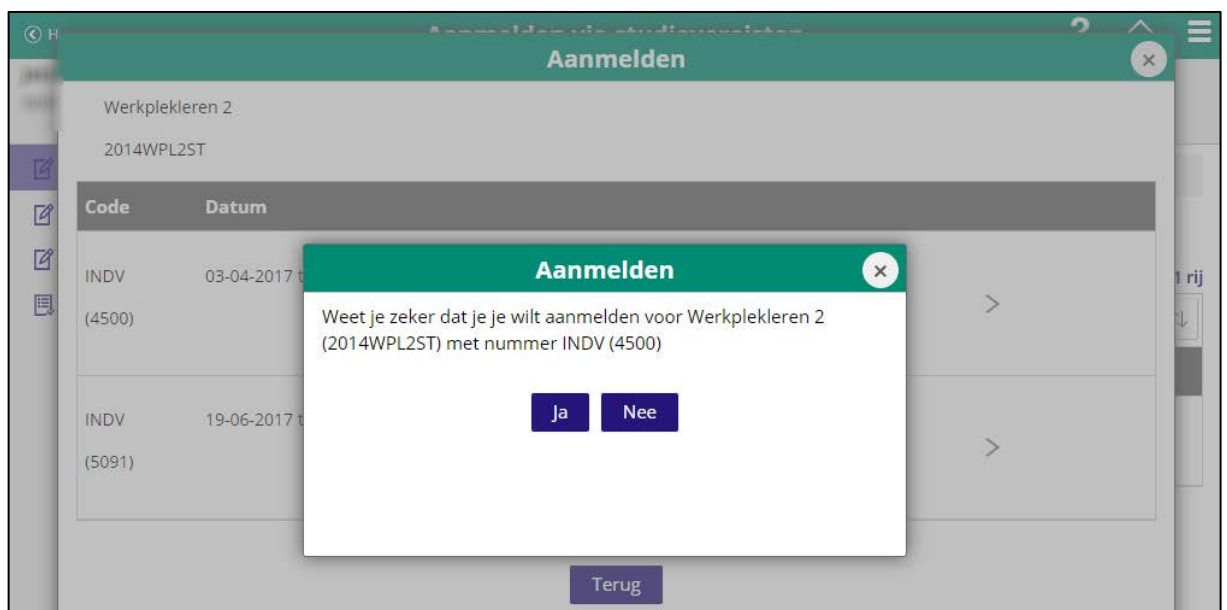 H
?
Aanmelden
Werkplekleren 2
2014WPL2ST
Code Datum
INDV 03-04-2017 t
(4500)
1 rij
Aanmelden
Weet je zeker dat je je wilt aanmelden voor Werkplekleren 2
(2014WPL2ST) met nummer INDV (4500)
Ja Nee
INDV 19-06-2017 t
(5091)
Terug